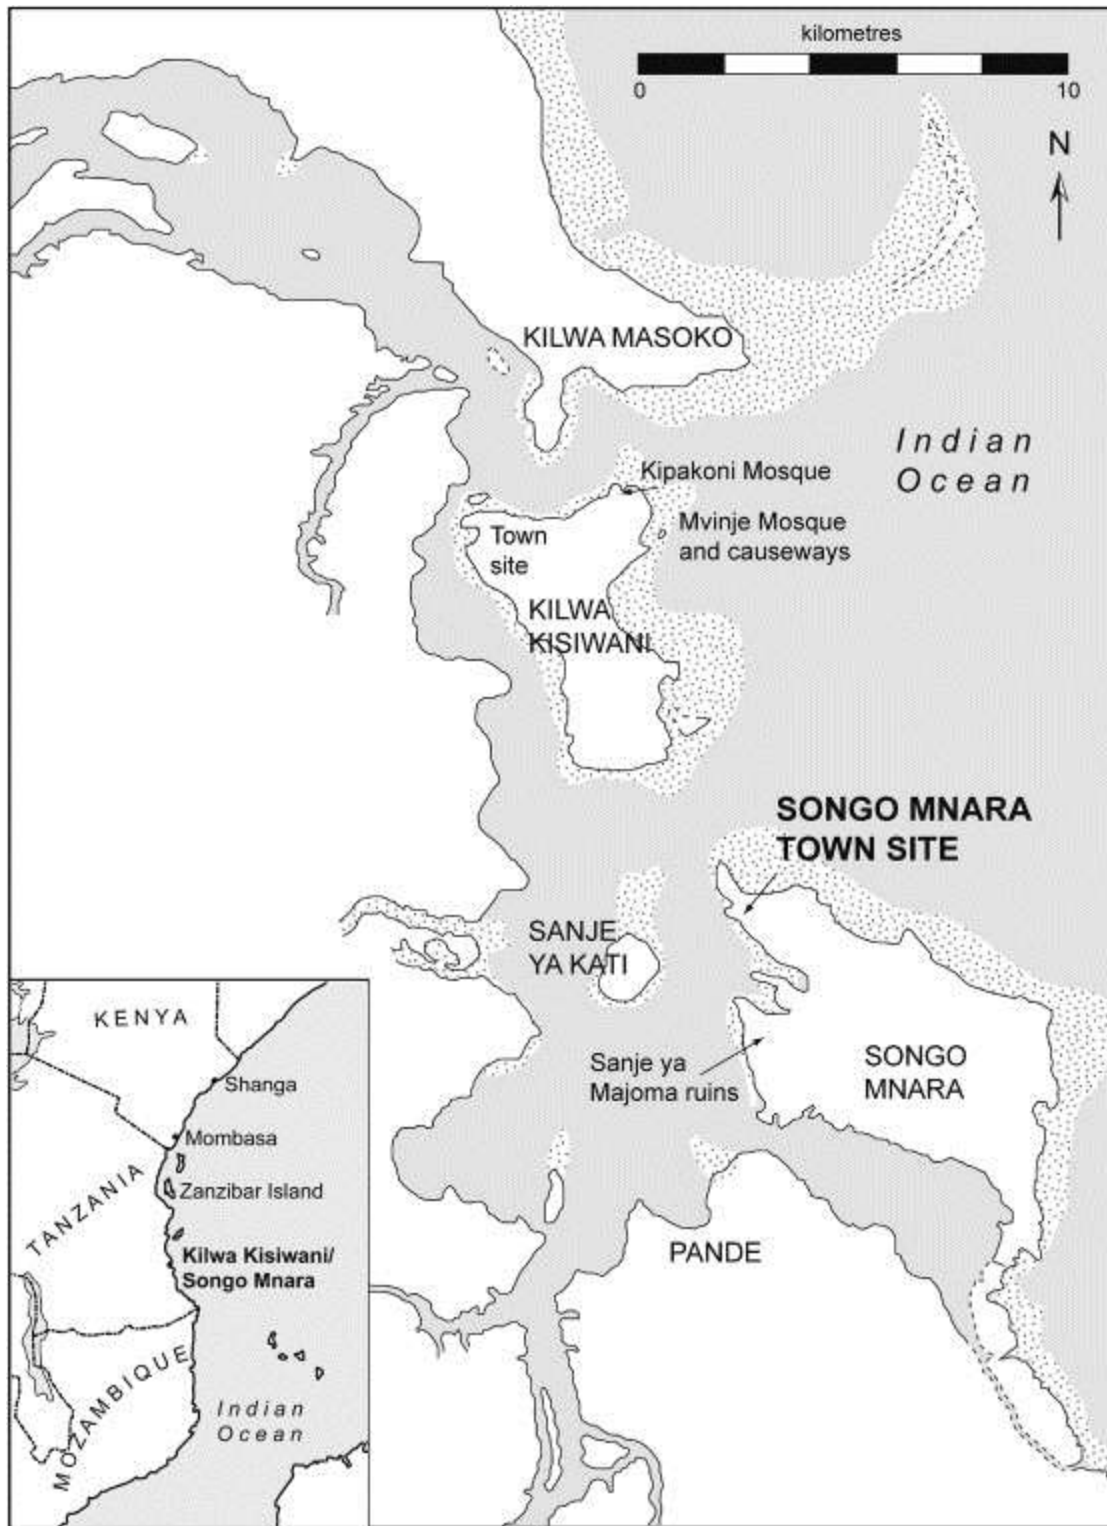 kilometres
0 10
N
KILWA MASOKO
Indian
Ocean
Kipakoni Mosque
Mvinje Mosque
and causeways
Town
site
KILWA
KISIWANI
SONGO MNARA
TOWN SITE
SANJE
YA KATI
Sanje ya
Majoma ruins
SONGO
MNARA
PANDE
KENYA
Shanga
Mombasa
Zanzibar Island
TANZANIA
Kilwa Kisiwani/
Songo Mnara
MOZAMBIQUE
Indian
Ocean